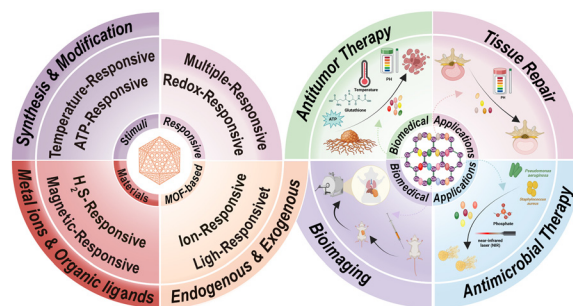 Synthesis & Modification
Temperature-Responsive
ATP-Responsive
Multiple-Responsive
Redox-Responsive
Stimuli
Responsive
Materials
MOF-based
H2S-Responsive
Magnetic-Responsive
Metal ions & Organic ligands
Ion-Responsive
Ligh-Responsivet
Endogenous & Exogenous
Antitumor Therapy
Temperature
PH
Glutathione
ATP
Tissue Repair
PH
Biomedical
Applications
Biomedical
Applications
Bioimaging
Pseudomonas
aeruginosa
Staphylococcus
aureus
Phosphate
near-infrared
laser (NIR)
Antimicrobial Therapy